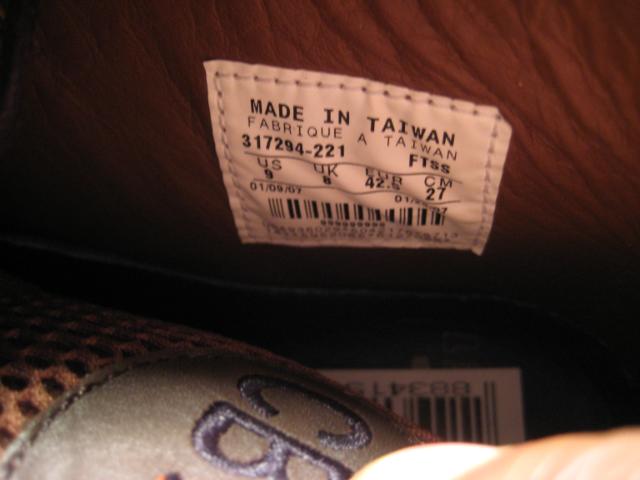 MADE IN TAIWAN
FABRIQUE A TAIWAN
317294-221 FTSS
US UK EUR CM
9 8 42.5 27
01/09/07
CB